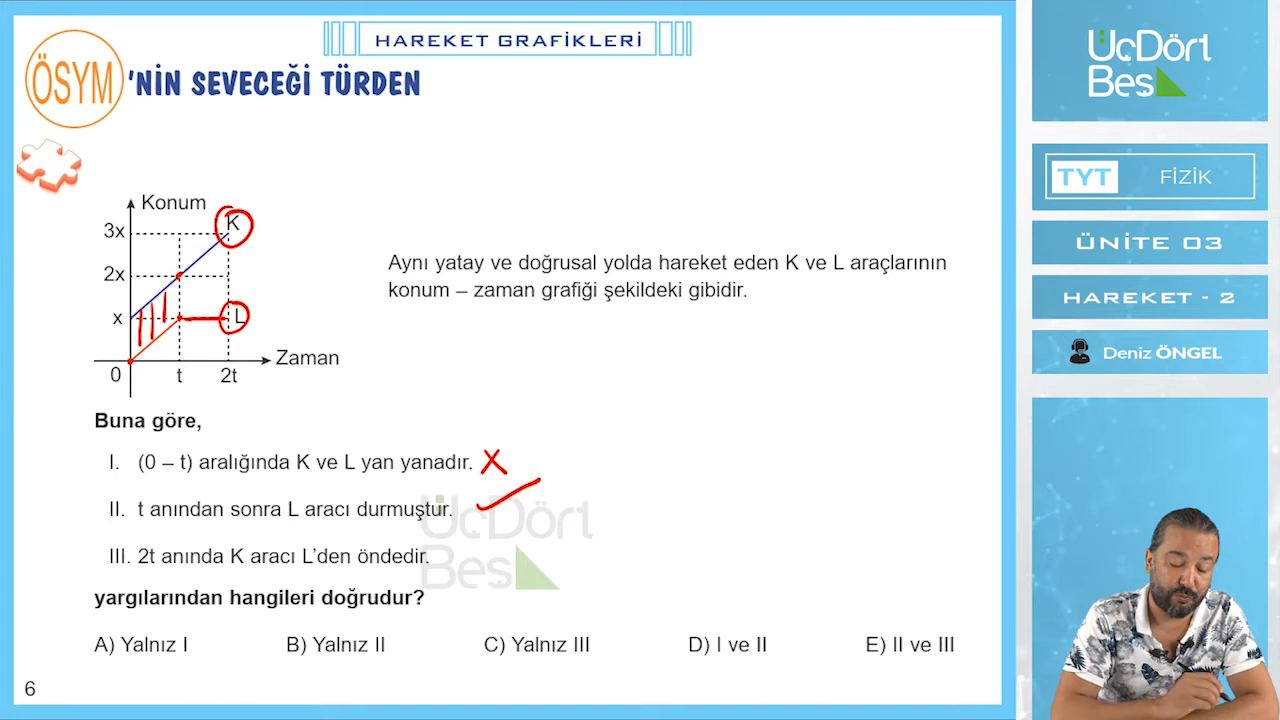 HAREKET GRAFİKLERİ
ÖSYM'NİN SEVECEĞİ TÜRDEN
Konum
3x
K
2x
x
L
0
t
2t
Zaman
Aynı yatay ve doğrusal yolda hareket eden K ve L araçlarının
konum – zaman grafiği şekildeki gibidir.
Buna göre,
I. (0 – t) aralığında K ve L yan yanadır.
II. t anından sonra L aracı durmuştur.
III. 2t anında K aracı L'den öndedir.
yargılarından hangileri doğrudur?
A) Yalnız I B) Yalnız II C) Yalnız III D) I ve II E) II ve III
6
ÜçDört
Beş
ÜçDört
Beş
TYT FİZİK
ÜNİTE 03
HAREKET - 2
Deniz ÖNGEL